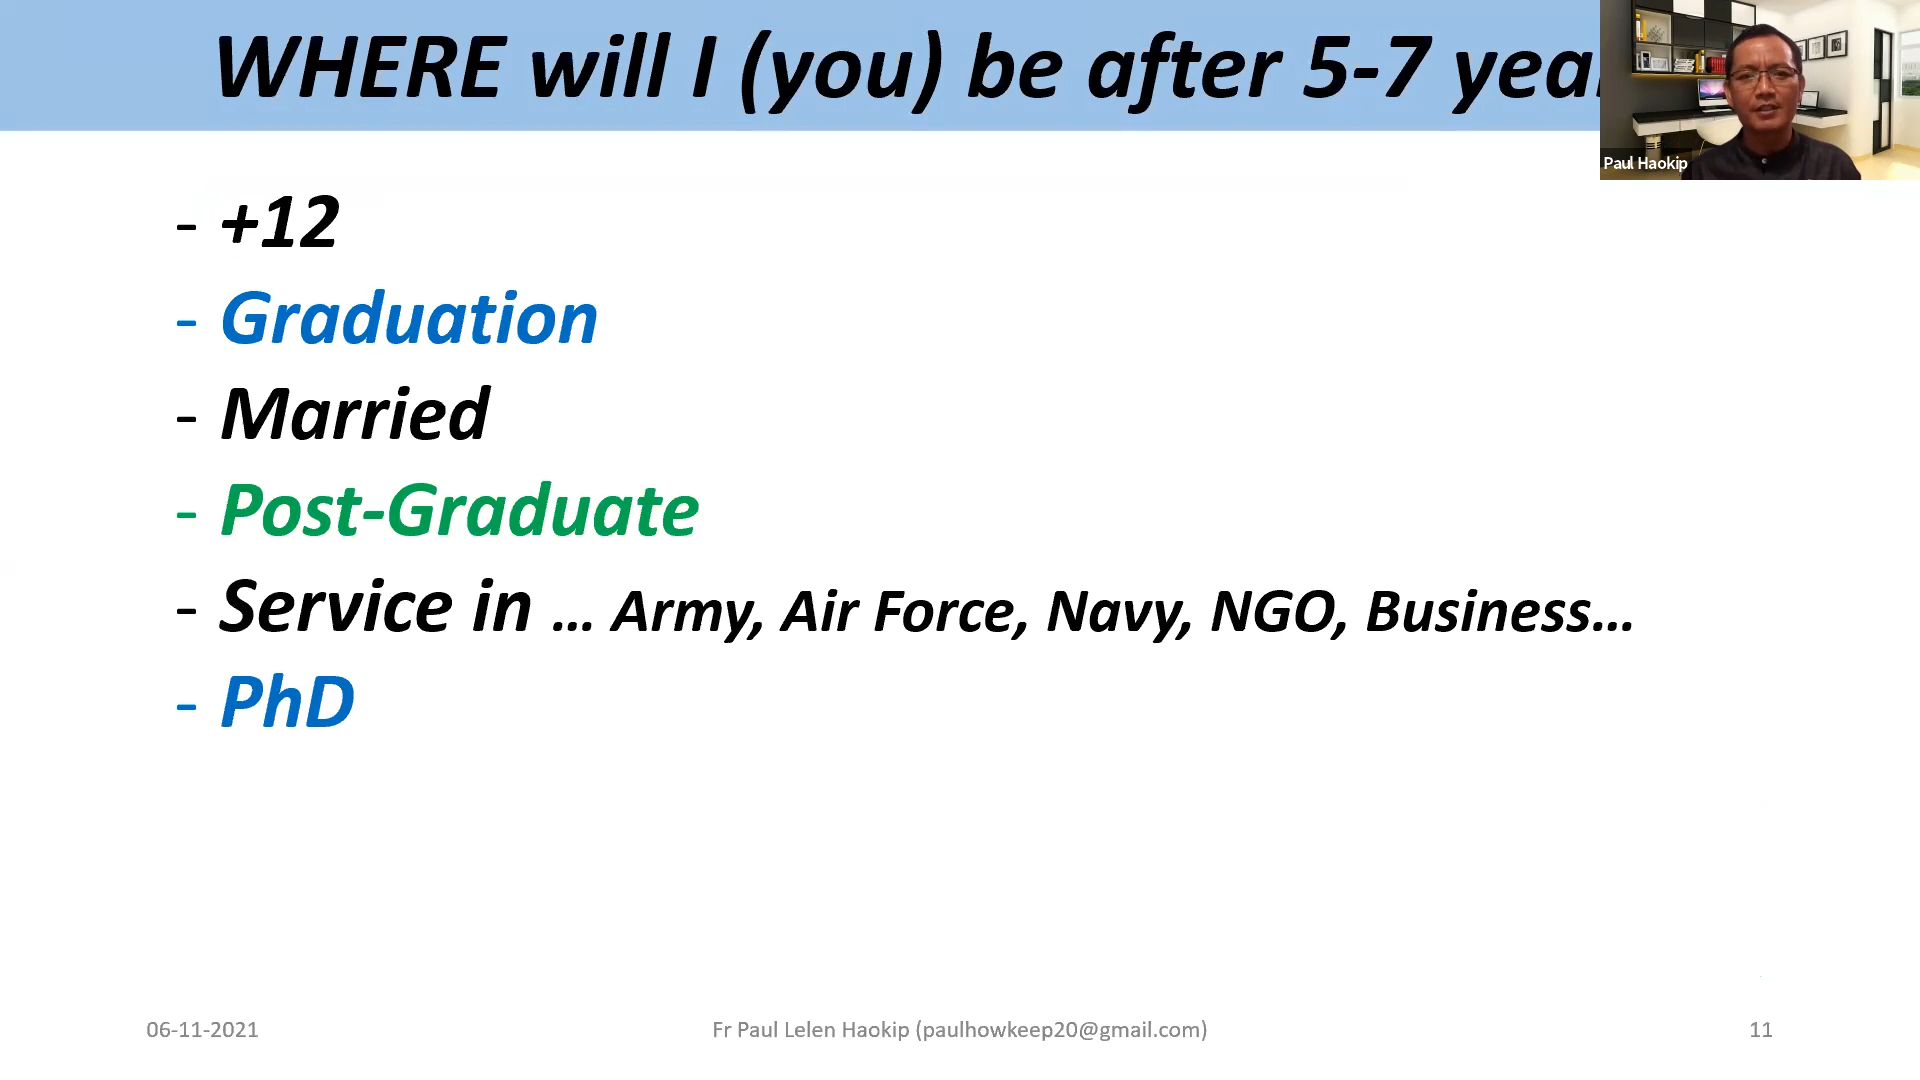 WHERE will I (you) be after 5-7
Paul Haokip
- +12
- Graduation
- Married
- Post-Graduate
- Service in ... Army, Air Force, Navy, NGO, Business...
- PhD
06-11-2021
Fr Paul Lelen Haokip (paulhowkeep20@gmail.com)
11